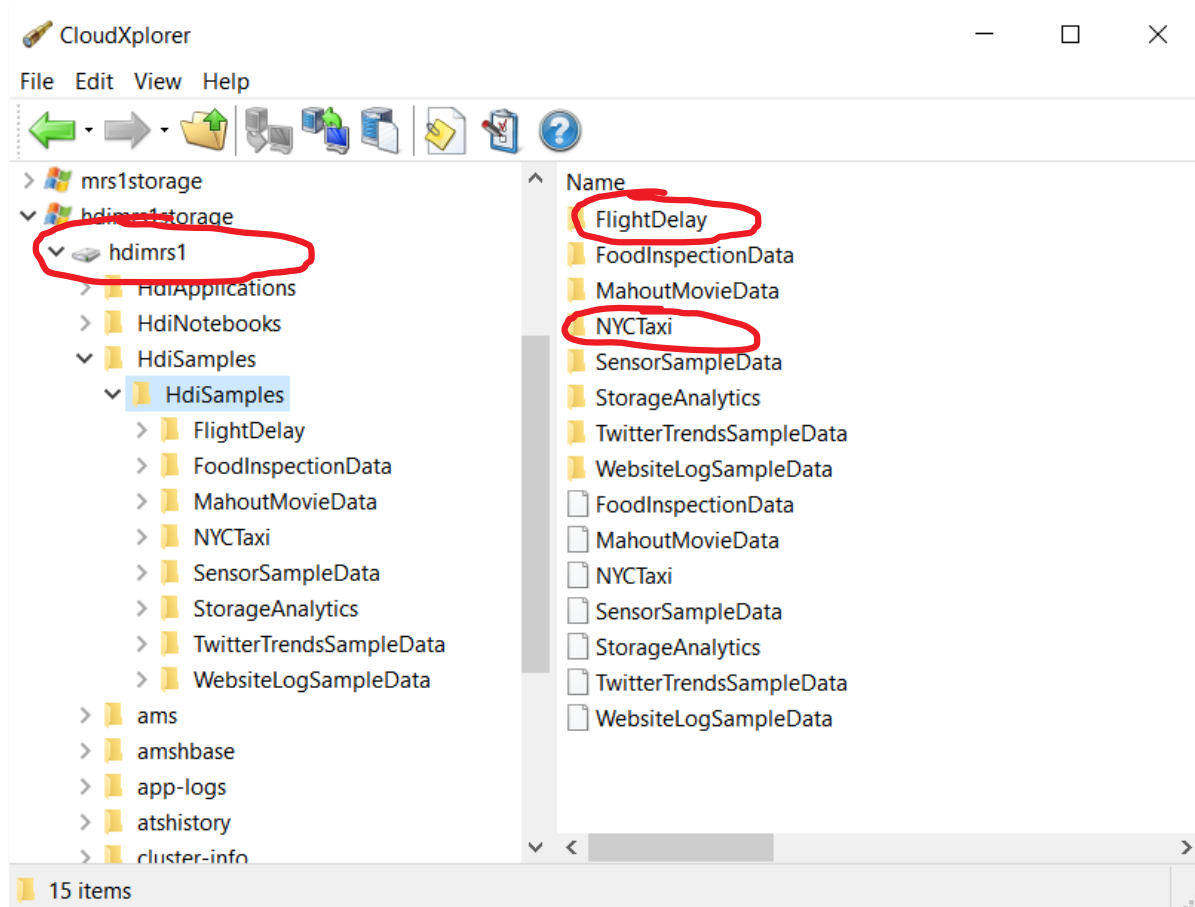 CloudXplorer
File Edit View Help
mrs1storage
hdimrs1storage
hdimrs1
HdiApplications
HdiNotebooks
HdiSamples
HdiSamples
FlightDelay
FoodInspectionData
MahoutMovieData
NYCTaxi
SensorSampleData
StorageAnalytics
TwitterTrendsSampleData
WebsiteLogSampleData
ams
amshbase
app-logs
atshistory
cluster-info
Name
FlightDelay
FoodInspectionData
MahoutMovieData
NYCTaxi
SensorSampleData
StorageAnalytics
TwitterTrendsSampleData
WebsiteLogSampleData
FoodInspectionData
MahoutMovieData
NYCTaxi
SensorSampleData
StorageAnalytics
TwitterTrendsSampleData
WebsiteLogSampleData
15 items